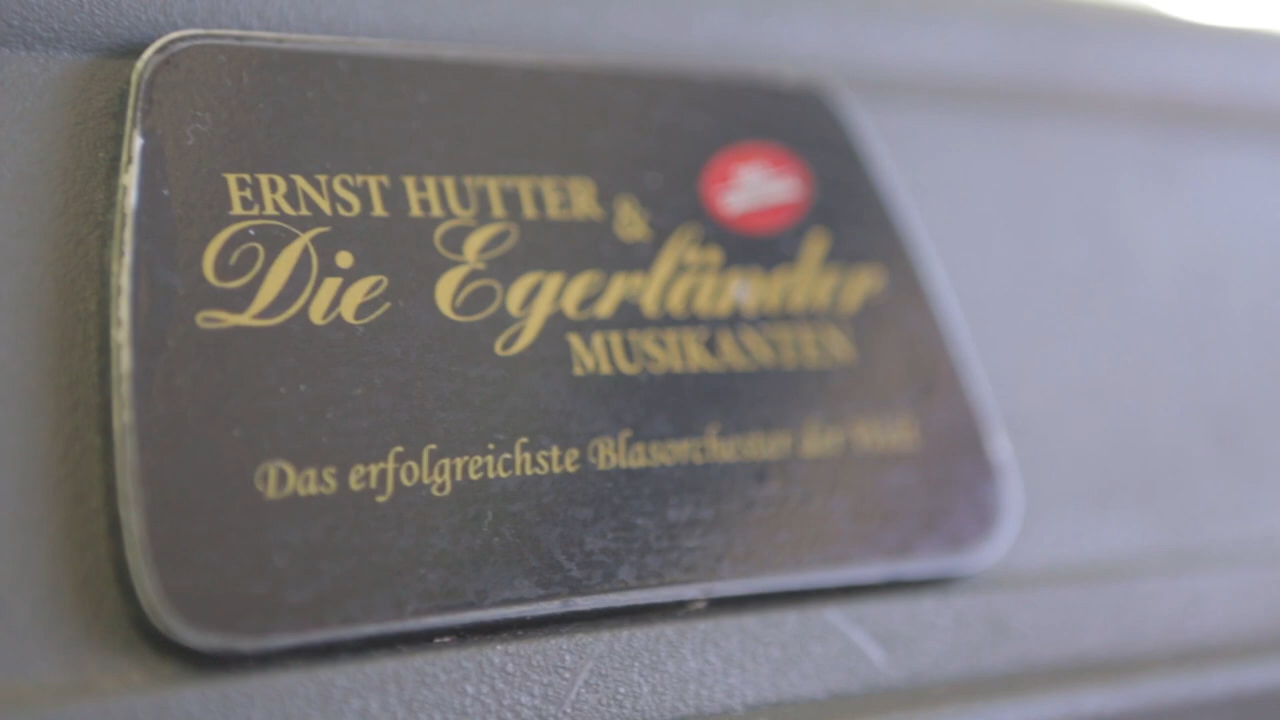 ERNST HUTTER &
Die Egerländer
MUSIKANTEN
Das erfolgreichste Blasorchester der Welt